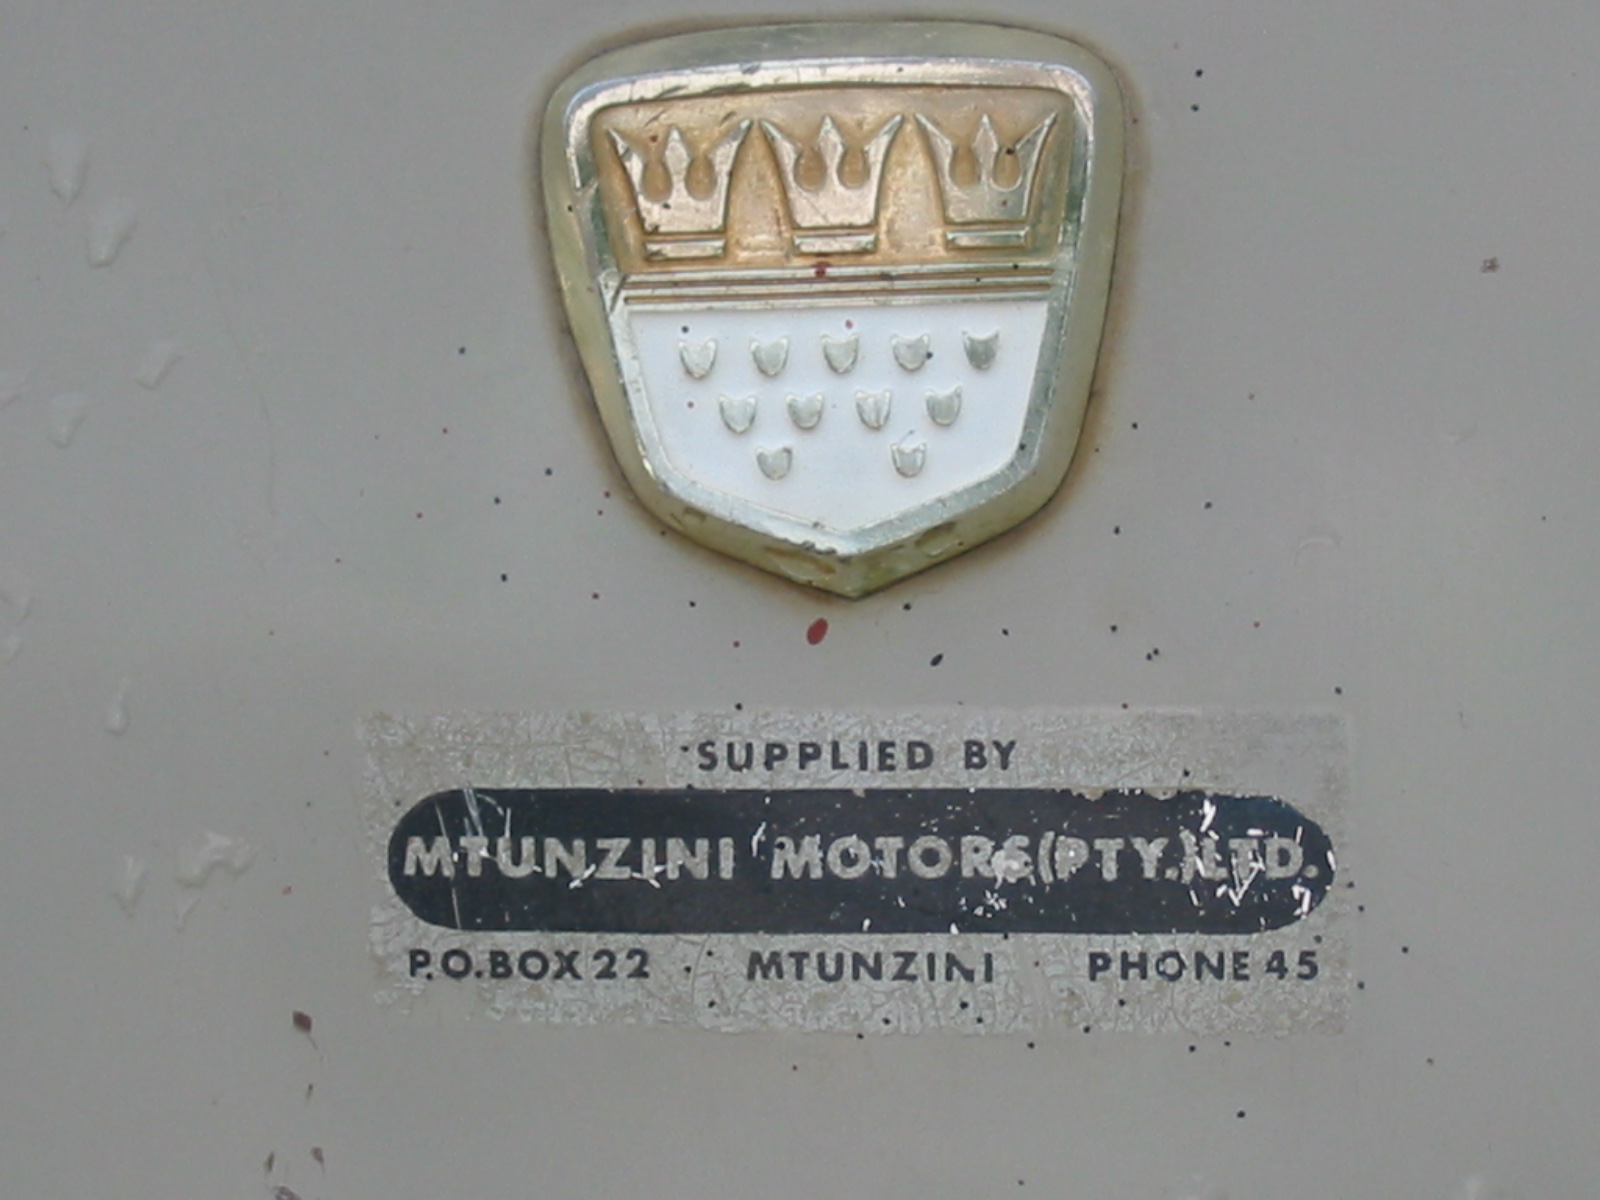 SUPPLIED BY
MTUNZINI MOTORS (PTY.) LTD.
P.O. BOX 22 MTUNZINI PHONE 45